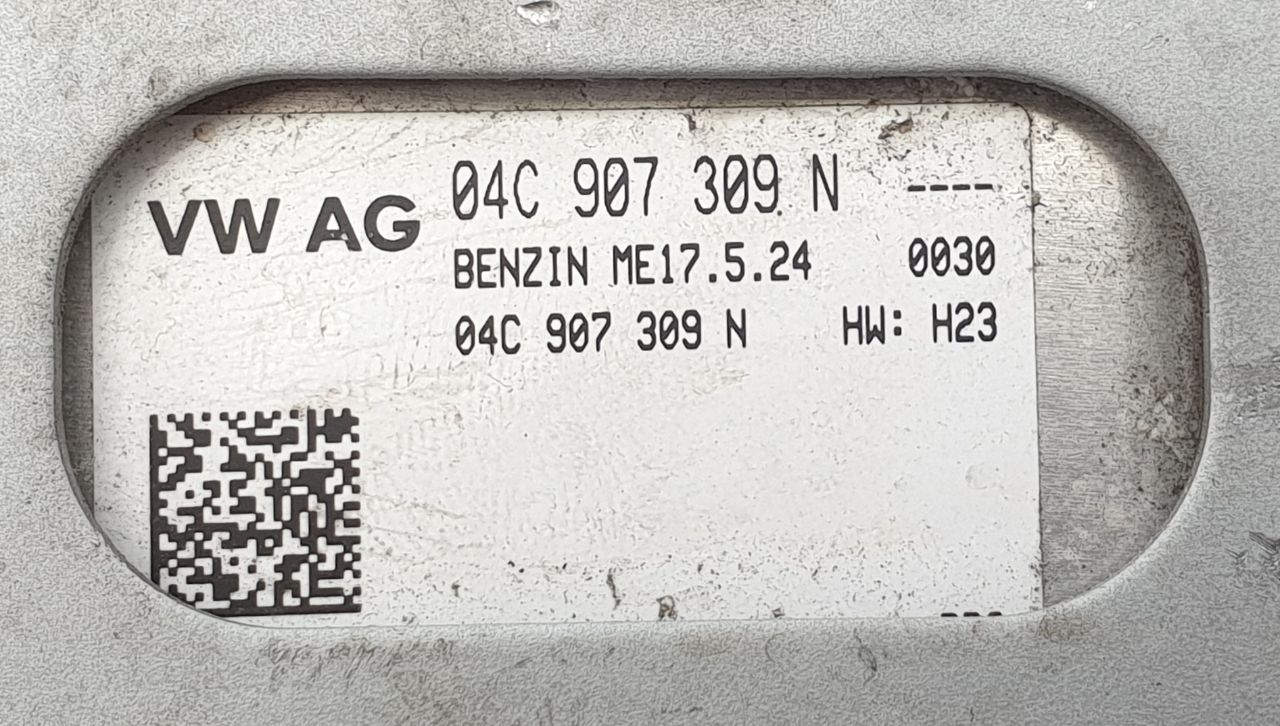 VW AG
04C 907 309 N ----
BENZIN ME17.5.24 0030
04C 907 309 N HW: H23